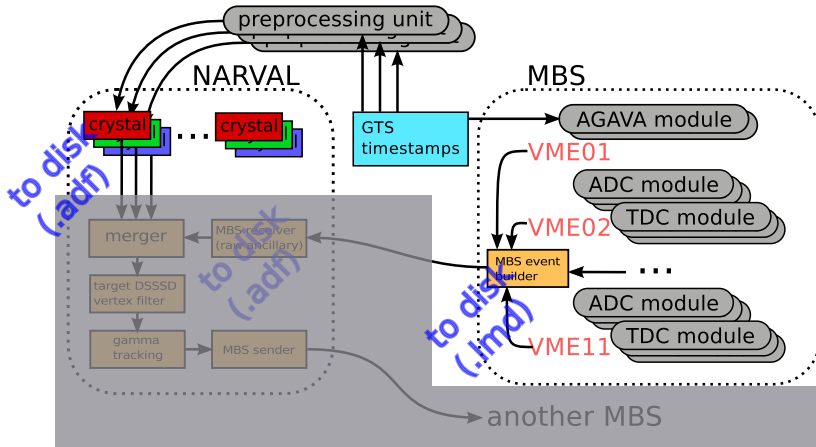 preprocessing unit
NARVAL
MBS
crystal
crystal
GTS
timestamps
AGAVA module
VME01
to disk
(.adf)
ADC module
TDC module
VME02
merger
MBS receiver
(raw ancillary)
to disk
(.adf)
MBS event
builder
...
target DSSSD
vertex filter
to disk
(.lmd)
ADC module
TDC module
VME11
gamma
tracking
MBS sender
another MBS